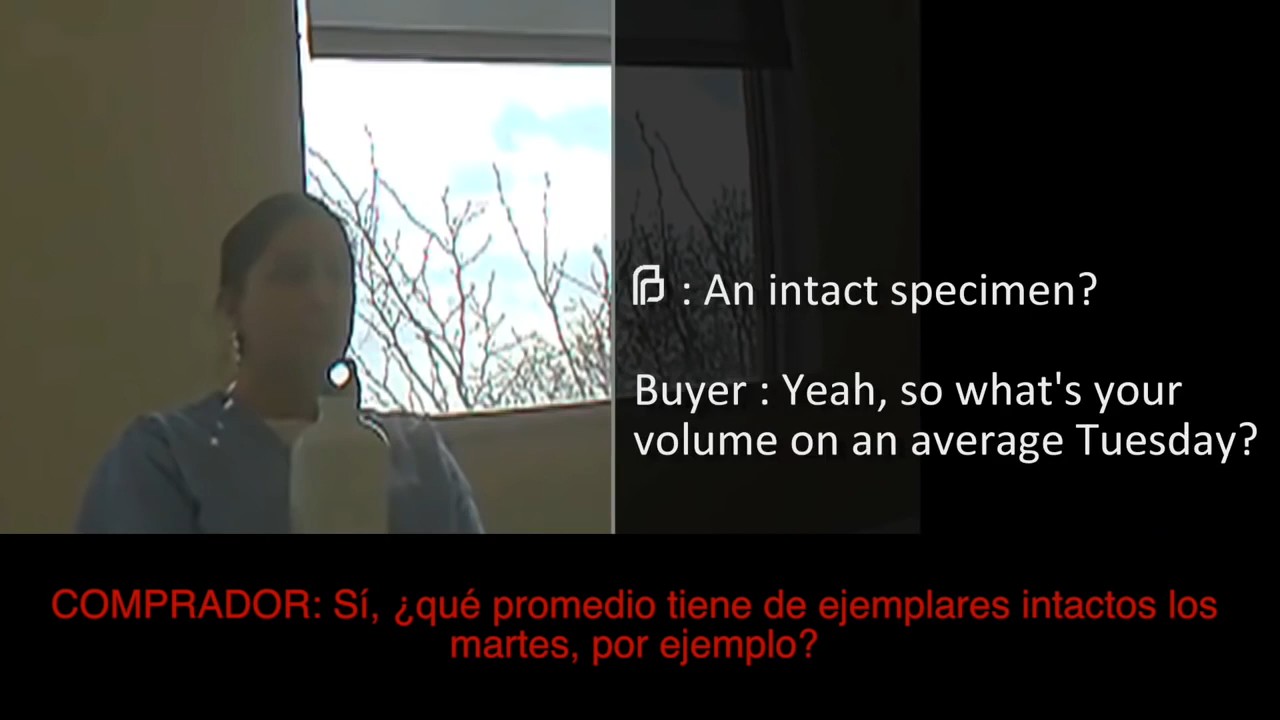 : An intact specimen?
Buyer : Yeah, so what's your
volume on an average Tuesday?
COMPRADOR: Sí, ¿qué promedio tiene de ejemplares intactos los
martes, por ejemplo?